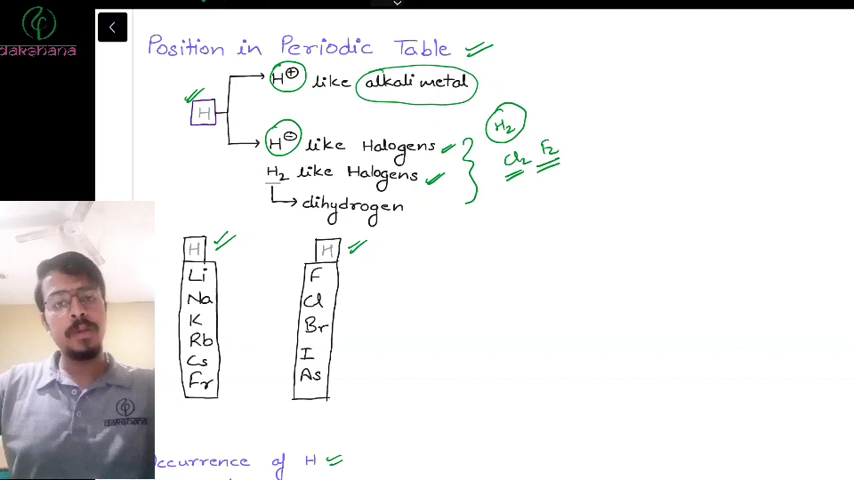 dakshana
Position in Periodic Table
H⊕ like alkali metal
H
H⊖ like Halogens
H₂
H₂ like Halogens
Cl₂ F₂
dihydrogen
H H
Li F
Na Cl
K Br
Rb I
Cs As
Fr
dakshana
ccurrence of H